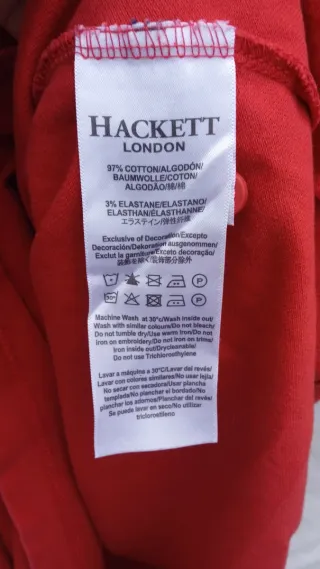 HACKETT
LONDON
97% COTTON/ALGODÓN/
BAUMWOLLE/COTON/
ALGODÃO/綿/棉
3% ELASTANE/ELASTANO/
ELASTHAN/ELASTHANNE/
エラステイン/弹性纤维
Exclusive of Decoration/Excepto
Decoración/Dekoration ausgenommen/
Exclut la garniture/Exceto decoração/
装飾を除く/装饰部分除外
30°
Machine Wash at 30ºc/Wash inside out/
Wash with similar colours/Do not bleach/
Do not tumble dry/Use warm iron/Do not
Iron on embroidery/Do not iron on trims/
Iron inside out/Drycleanable/
Do not use Trichloroethylene
Lavar a máquina a 30ºC/Lavar del revés/
Lavar con colores similares/No usar lejía/
No secar con secadora/Usar plancha
templada/No planchar el bordado/No
planchar los adornos/Planchar del revés/
Se puede lavar en seco/No utilizar
tricloroetileno